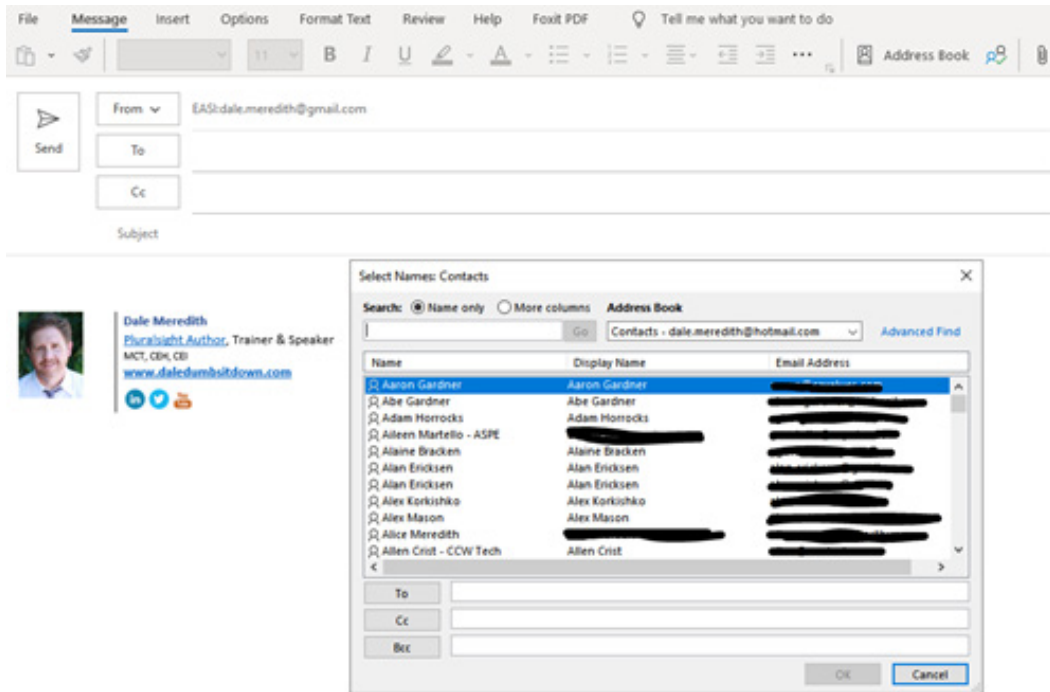 File Message Insert Options Format Text Review Help Foxit PDF Tell me what you want to do
11 B I U A Address Book
From EASI:dale.meredith@gmail.com
Send To
Cc
Subject
Select Names: Contacts
Search: Name only More columns Address Book
Go Contacts - dale.meredith@hotmail.com Advanced Find
Name Display Name Email Address
Aaron Gardner Aaron Gardner
Abe Gardner Abe Gardner
Adam Horrocks Adam Horrocks
Aileen Martello - ASPE
Alaine Bracken Alaine Bracken
Alan Ericksen Alan Ericksen
Alan Ericksen Alan Ericksen
Alex Korkishko Alex Korkishko
Alex Mason Alex Mason
Alice Meredith
Allen Crist - CCW Tech Allen Crist
To
Cc
Bcc
OK Cancel
Dale Meredith
Pluralsight Author, Trainer & Speaker
MCT, CEH, CEI
www.daledumbsitdown.com
in
You